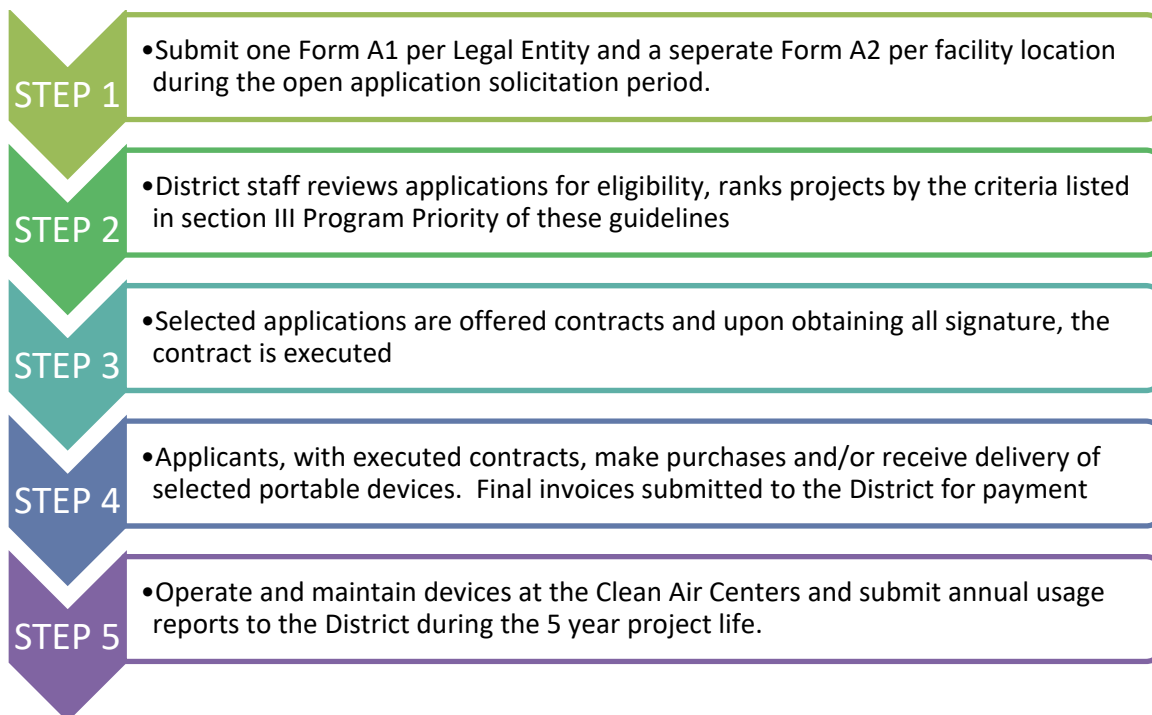 STEP 1
•Submit one Form A1 per Legal Entity and a seperate Form A2 per facility location
during the open application solicitation period.
STEP 2
•District staff reviews applications for eligibility, ranks projects by the criteria listed
in section III Program Priority of these guidelines
STEP 3
•Selected applications are offered contracts and upon obtaining all signature, the
contract is executed
STEP 4
•Applicants, with executed contracts, make purchases and/or receive delivery of
selected portable devices.  Final invoices submitted to the District for payment
STEP 5
•Operate and maintain devices at the Clean Air Centers and submit annual usage
reports to the District during the 5 year project life.